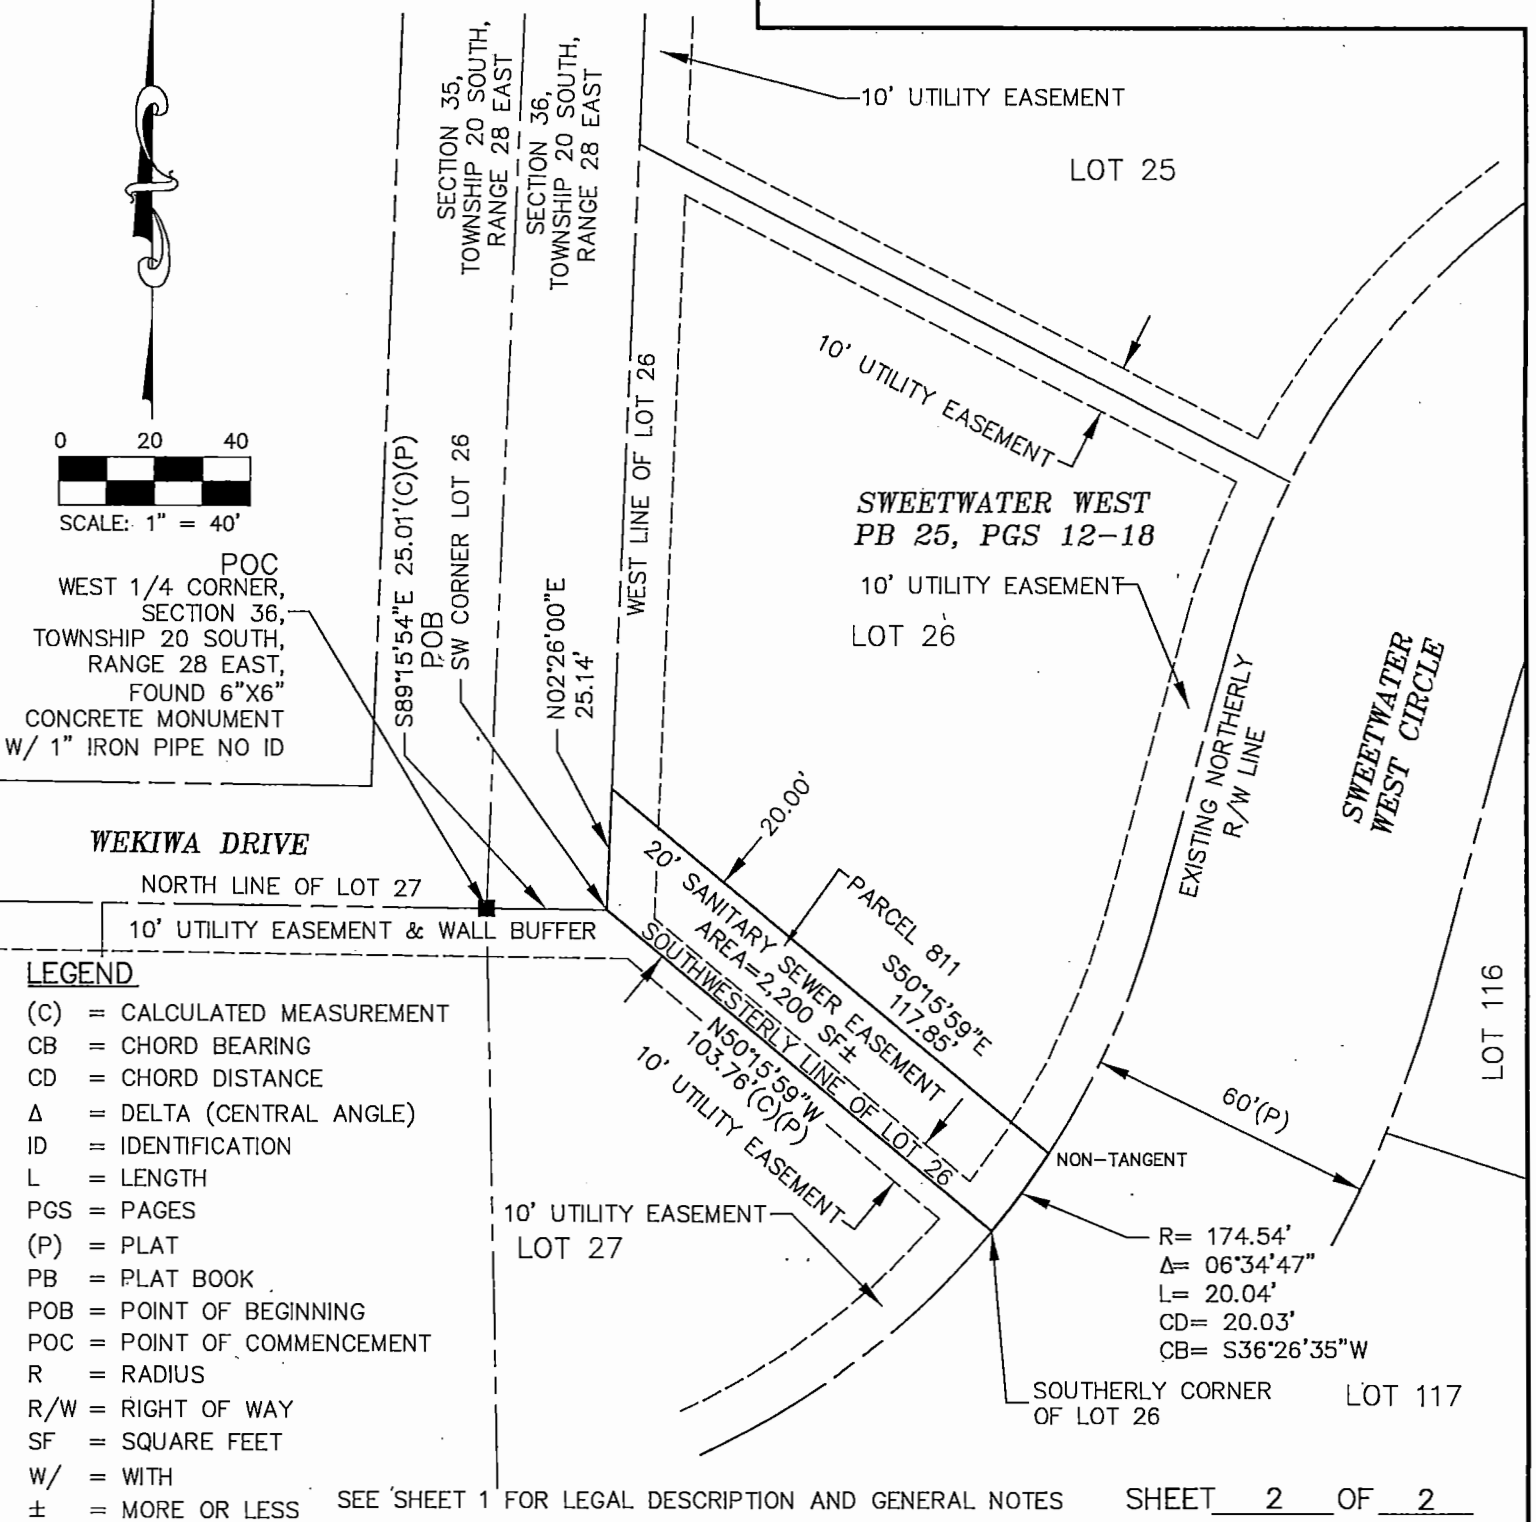 10' UTILITY EASEMENT
LOT 25
SECTION 35,
TOWNSHIP 20 SOUTH,
RANGE 28 EAST
SECTION 36,
TOWNSHIP 20 SOUTH,
RANGE 28 EAST
0 20 40
SCALE: 1" = 40'
10' UTILITY EASEMENT
WEST LINE OF LOT 26
SWEETWATER WEST
PB 25, PGS 12-18
10' UTILITY EASEMENT
LOT 26
POC
WEST 1/4 CORNER,
SECTION 36,
TOWNSHIP 20 SOUTH,
RANGE 28 EAST,
FOUND 6"X6"
CONCRETE MONUMENT
W/ 1" IRON PIPE NO ID
S89°15'54"E 25.01'(C)(P)
POB
SW CORNER LOT 26
N02°26'00"E
25.14'
EXISTING NORTHERLY
R/W LINE
SWEETWATER
WEST CIRCLE
WEKIWA DRIVE
NORTH LINE OF LOT 27
10' UTILITY EASEMENT & WALL BUFFER
20.00'
20' SANITARY SEWER EASEMENT
AREA=2,200 SF±
PARCEL 811
S50°15'59"E
117.85'
SOUTHWESTERLY LINE OF LOT 26
N50°15'59"W
103.76'(C)(P)
10' UTILITY EASEMENT
LOT 116
60'(P)
NON-TANGENT
10' UTILITY EASEMENT
LOT 27
R= 174.54'
Δ= 06°34'47"
L= 20.04'
CD= 20.03'
CB= S36°26'35"W
SOUTHERLY CORNER
OF LOT 26
LOT 117
LEGEND
(C) = CALCULATED MEASUREMENT
CB = CHORD BEARING
CD = CHORD DISTANCE
Δ = DELTA (CENTRAL ANGLE)
ID = IDENTIFICATION
L = LENGTH
PGS = PAGES
(P) = PLAT
PB = PLAT BOOK
POB = POINT OF BEGINNING
POC = POINT OF COMMENCEMENT
R = RADIUS
R/W = RIGHT OF WAY
SF = SQUARE FEET
W/ = WITH
± = MORE OR LESS
SEE SHEET 1 FOR LEGAL DESCRIPTION AND GENERAL NOTES
SHEET 2 OF 2